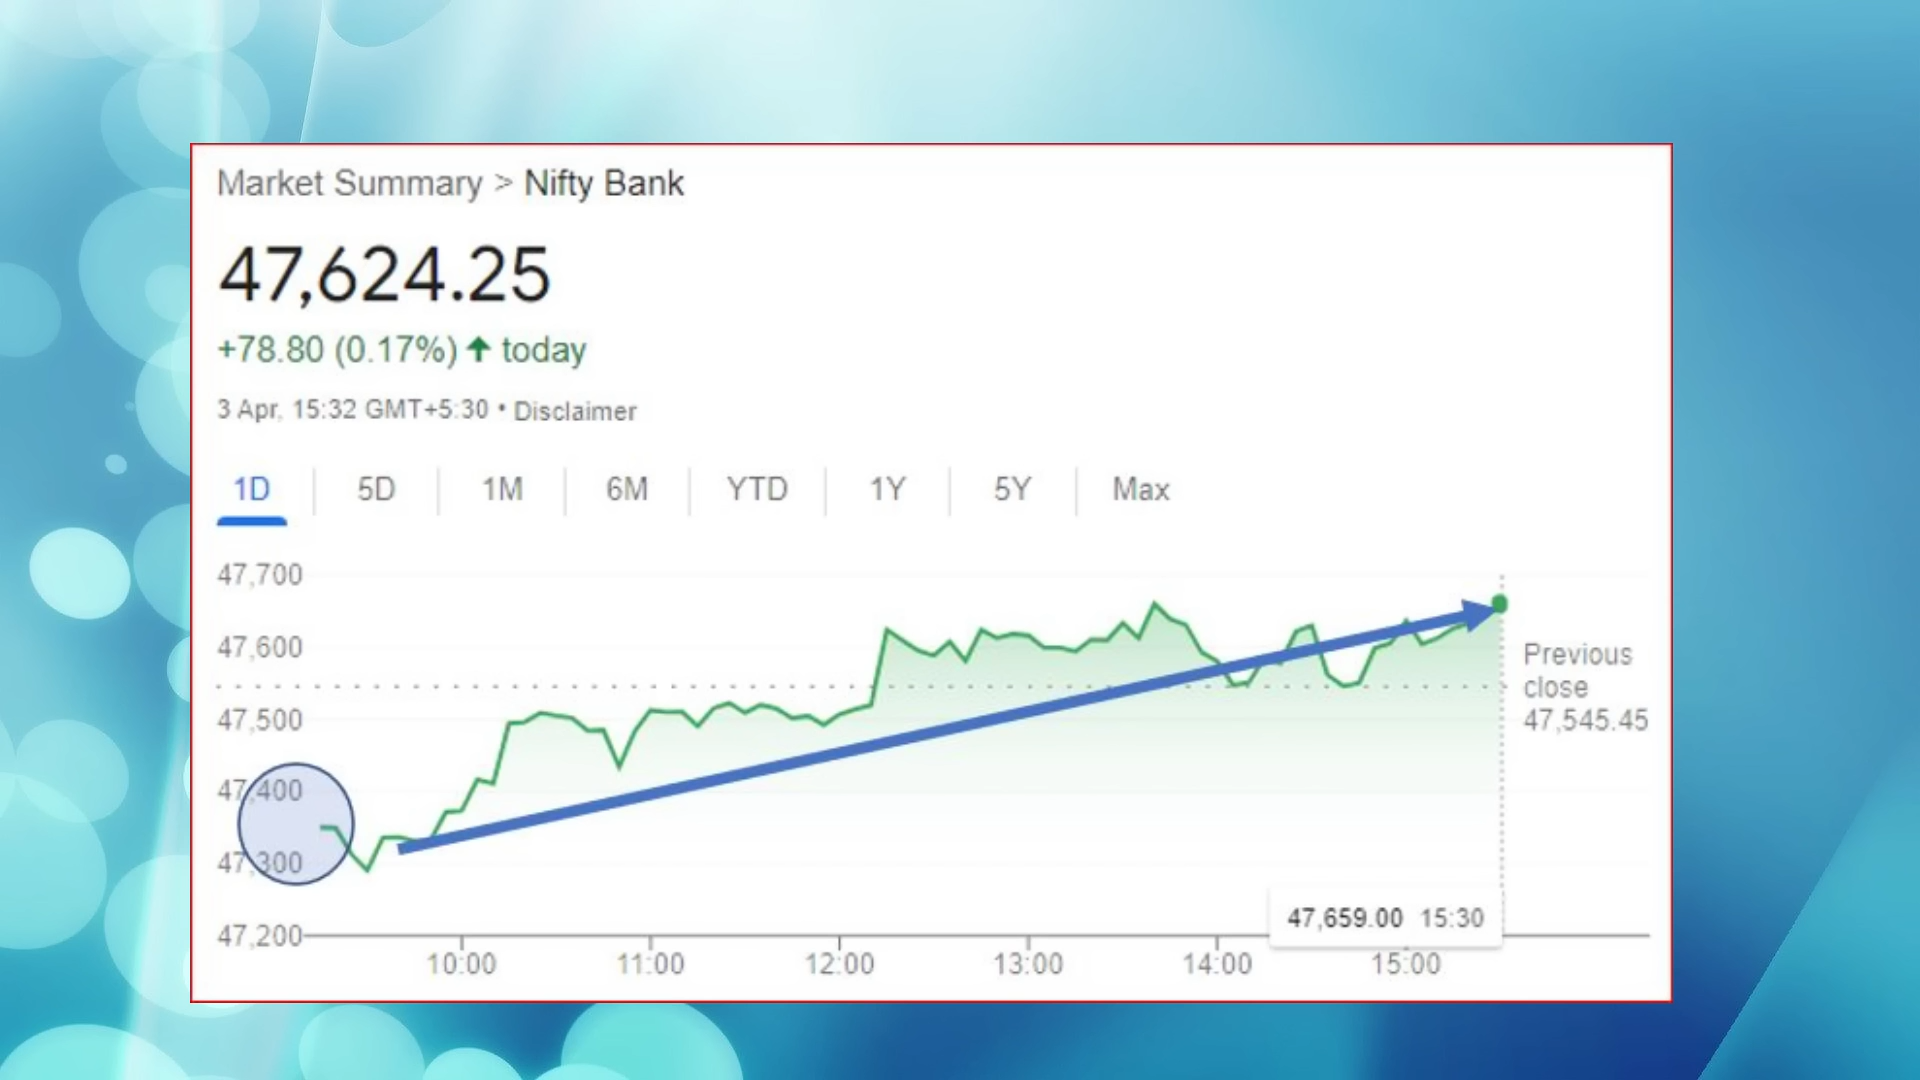 Market Summary > Nifty Bank
47,624.25
+78.80 (0.17%) ↑ today
3 Apr, 15:32 GMT+5:30 • Disclaimer
1D 5D 1M 6M YTD 1Y 5Y Max
47,700
47,600
47,500
47,400
47,300
47,200
Previous
close
47,545.45
47,659.00 15:30
10:00 11:00 12:00 13:00 14:00 15:00